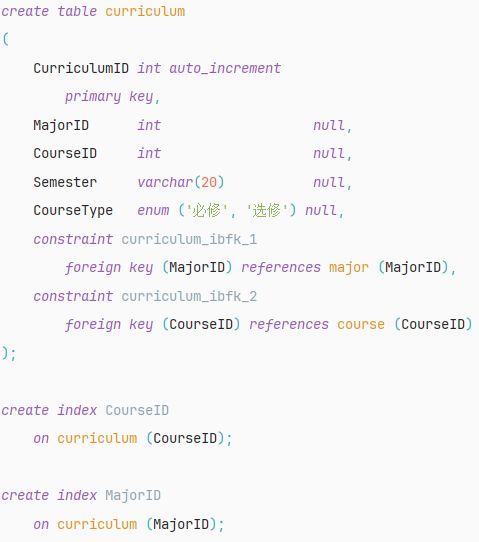 create table curriculum
(
    CurriculumID int auto_increment
        primary key,
    MajorID      int                   null,
    CourseID     int                   null,
    Semester     varchar(20)           null,
    CourseType   enum ('必修', '选修') null,
    constraint curriculum_ibfk_1
        foreign key (MajorID) references major (MajorID),
    constraint curriculum_ibfk_2
        foreign key (CourseID) references course (CourseID)
);
create index CourseID
    on curriculum (CourseID);
create index MajorID
    on curriculum (MajorID);